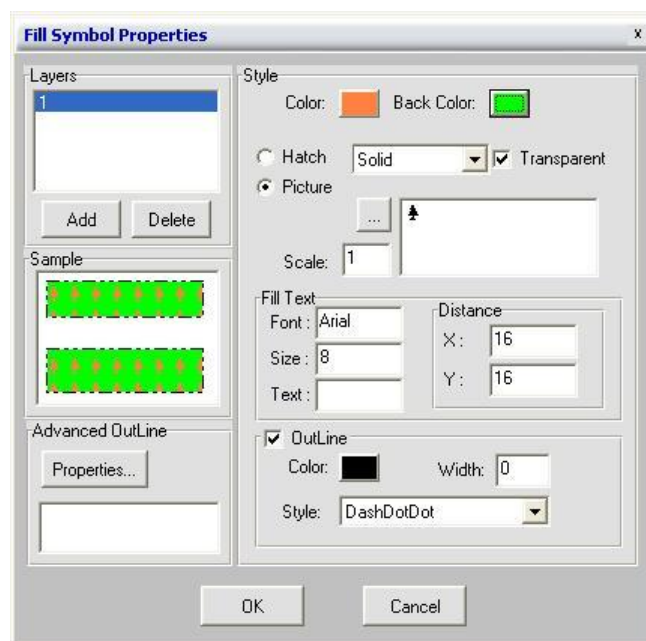 Fill Symbol Properties
x
Layers
1
Add Delete
Sample
Advanced OutLine
Properties...
Style
Color: Back Color:
Hatch Solid Transparent
Picture
...
Scale: 1
Fill Text
Font : Arial
Size : 8
Text :
Distance
X : 16
Y : 16
OutLine
Color: Width: 0
Style: DashDotDot
OK Cancel